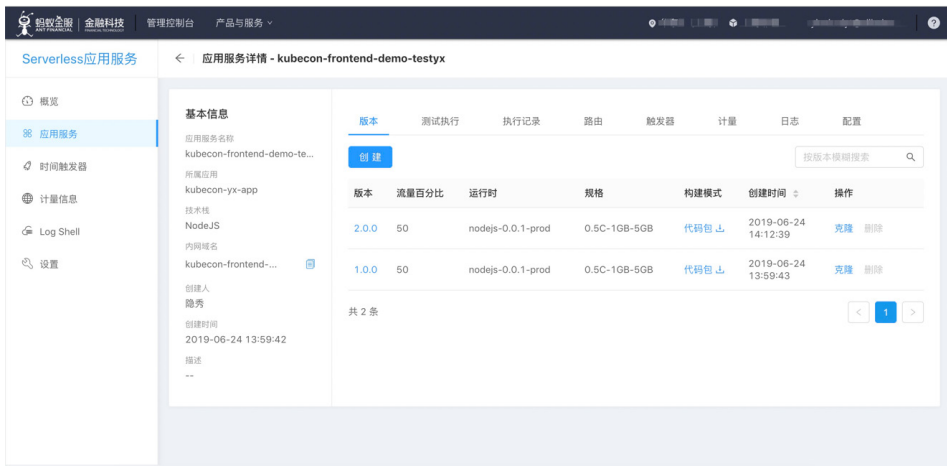 蚂蚁金服 金融科技 管理控制台 产品与服务
ANT FINANCIAL FINANCIAL TECHNOLOGY
?
Serverless应用服务
← 应用服务详情 - kubecon-frontend-demo-testyx
概览
应用服务
时间触发器
计量信息
Log Shell
设置
基本信息
应用服务名称
kubecon-frontend-demo-te...
所属应用
kubecon-yx-app
技术栈
NodeJS
内网域名
kubecon-frontend-...
创建人
隐秀
创建时间
2019-06-24 13:59:42
描述
--
版本 测试执行 执行记录 路由 触发器 计量 日志 配置
创建
按版本模糊搜索
版本 流量百分比 运行时 规格 构建模式 创建时间 操作
2.0.0 50 nodejs-0.0.1-prod 0.5C-1GB-5GB 代码包 2019-06-24 14:12:39 克隆 删除
1.0.0 50 nodejs-0.0.1-prod 0.5C-1GB-5GB 代码包 2019-06-24 13:59:43 克隆 删除
共 2 条
< 1 >